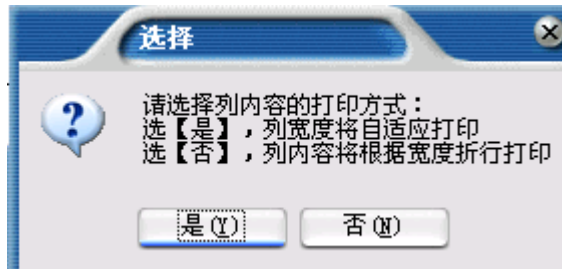 选择
请选择列内容的打印方式：
选【是】，列宽度将自适应打印
选【否】，列内容将根据宽度折行打印
是(Y) 否(N)